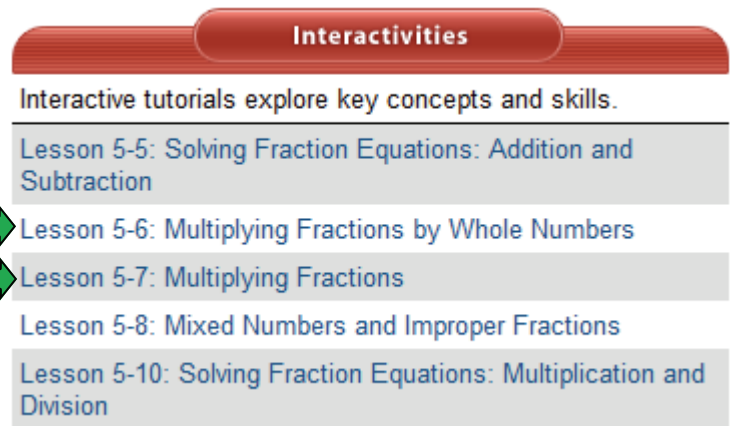 Interactivities
Interactive tutorials explore key concepts and skills.
Lesson 5-5: Solving Fraction Equations: Addition and
Subtraction
Lesson 5-6: Multiplying Fractions by Whole Numbers
Lesson 5-7: Multiplying Fractions
Lesson 5-8: Mixed Numbers and Improper Fractions
Lesson 5-10: Solving Fraction Equations: Multiplication and
Division